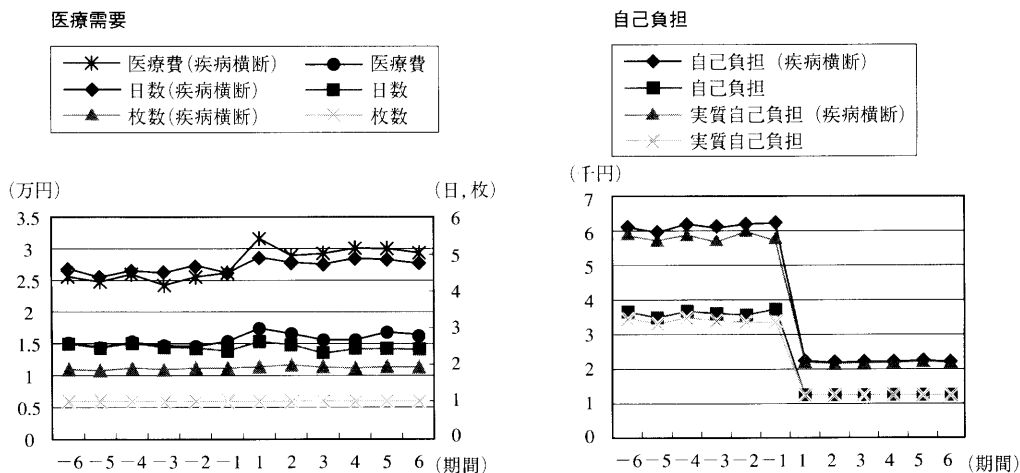 医療需要
医療費(疾病横断) 医療費
日数(疾病横断) 日数
枚数(疾病横断) 枚数
(万円) (日, 枚)
3.5
3
2.5
2
1.5
1
0.5
0
6
5
4
3
2
1
0
-6 -5 -4 -3 -2 -1 1 2 3 4 5 6 (期間)
自己負担
自己負担 (疾病横断)
自己負担
実質自己負担 (疾病横断)
実質自己負担
(千円)
7
6
5
4
3
2
1
0
-6 -5 -4 -3 -2 -1 1 2 3 4 5 6 (期間)